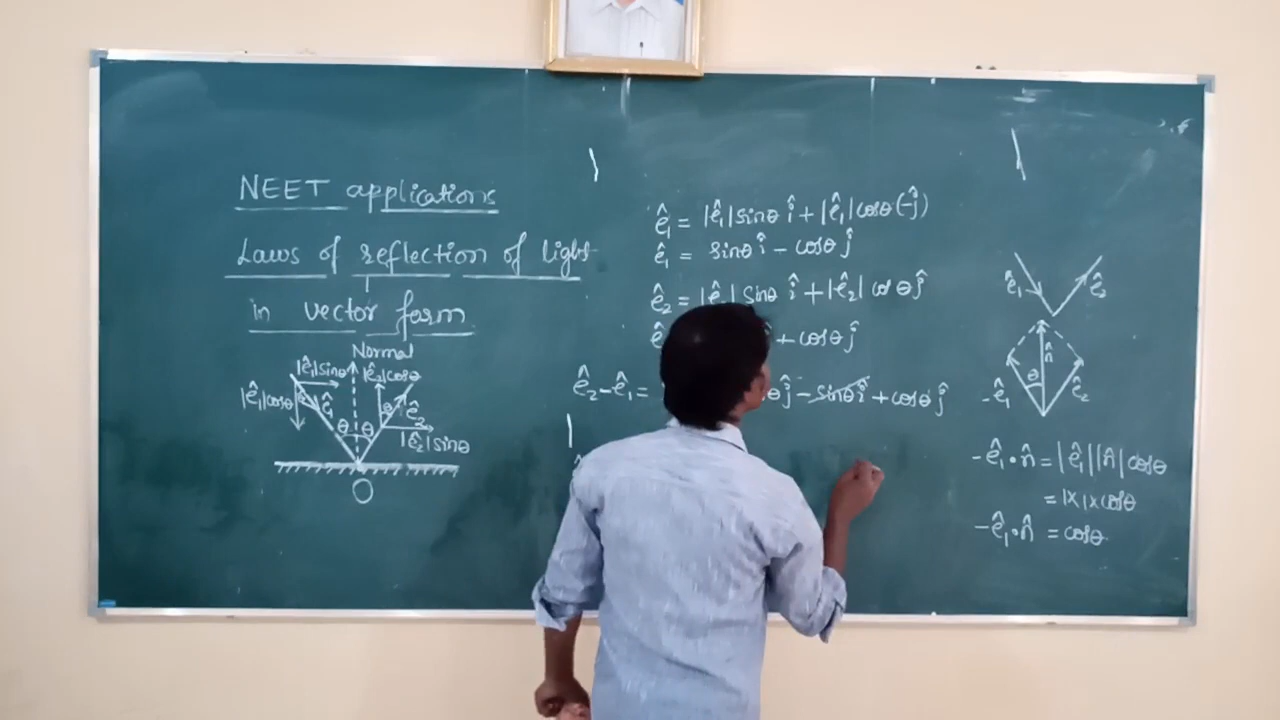 NEET applications
Laws of reflection of light
in vector form
Normal
|ê₁|sinθ
|ê₂|cosθ
|ê₁|cosθ
ê₁
θ θ
ê₂
|ê₂|sinθ
O
ê₁ = |ê₁|sinθ î + |ê₁|cosθ(-ĵ)
ê₁ = sinθ î - cosθ ĵ
ê₂ = |ê₂| sinθ î + |ê₂| cosθ ĵ
+ cosθ ĵ
ê₂ - ê₁ = ĵ - sinθ î + cosθ ĵ
ê₁ ê₂
n̂
θ
-ê₁ ê₂
-ê₁·n̂ = |ê₁||n̂| cosθ
= 1×1×cosθ
-ê₁·n̂ = cosθ